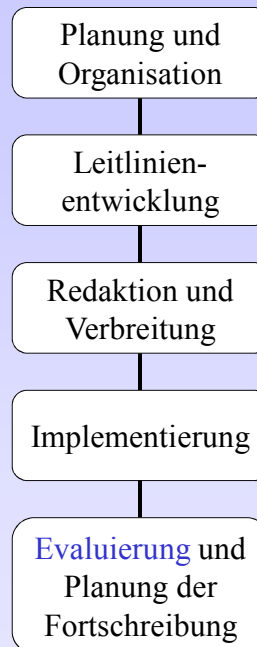 Planung und
Organisation
Leitlinien-
entwicklung
Redaktion und
Verbreitung
Implementierung
Evaluierung und
Planung der
Fortschreibung